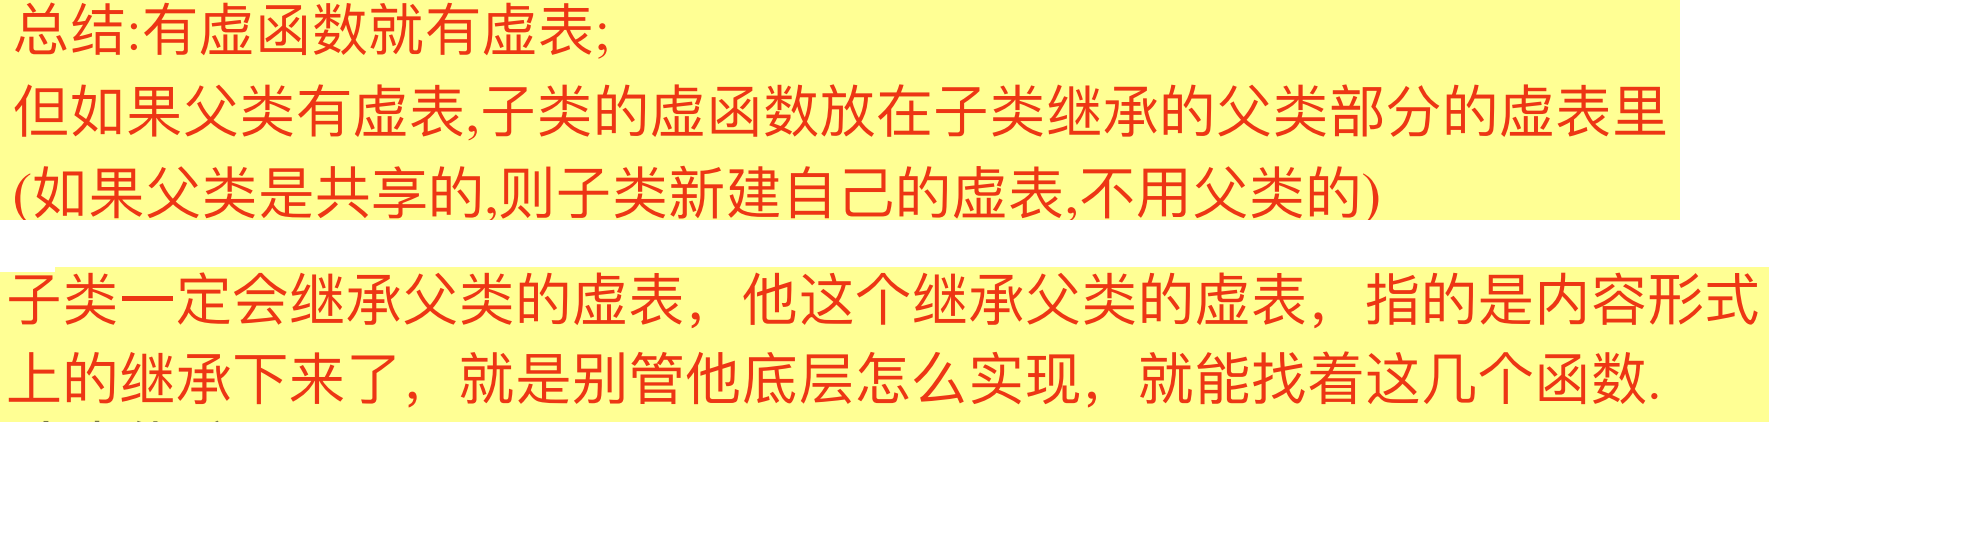 总结:有虚函数就有虚表;
但如果父类有虚表,子类的虚函数放在子类继承的父类部分的虚表里
(如果父类是共享的,则子类新建自己的虚表,不用父类的)
子类一定会继承父类的虚表，他这个继承父类的虚表，指的是内容形式
上的继承下来了，就是别管他底层怎么实现，就能找着这几个函数.